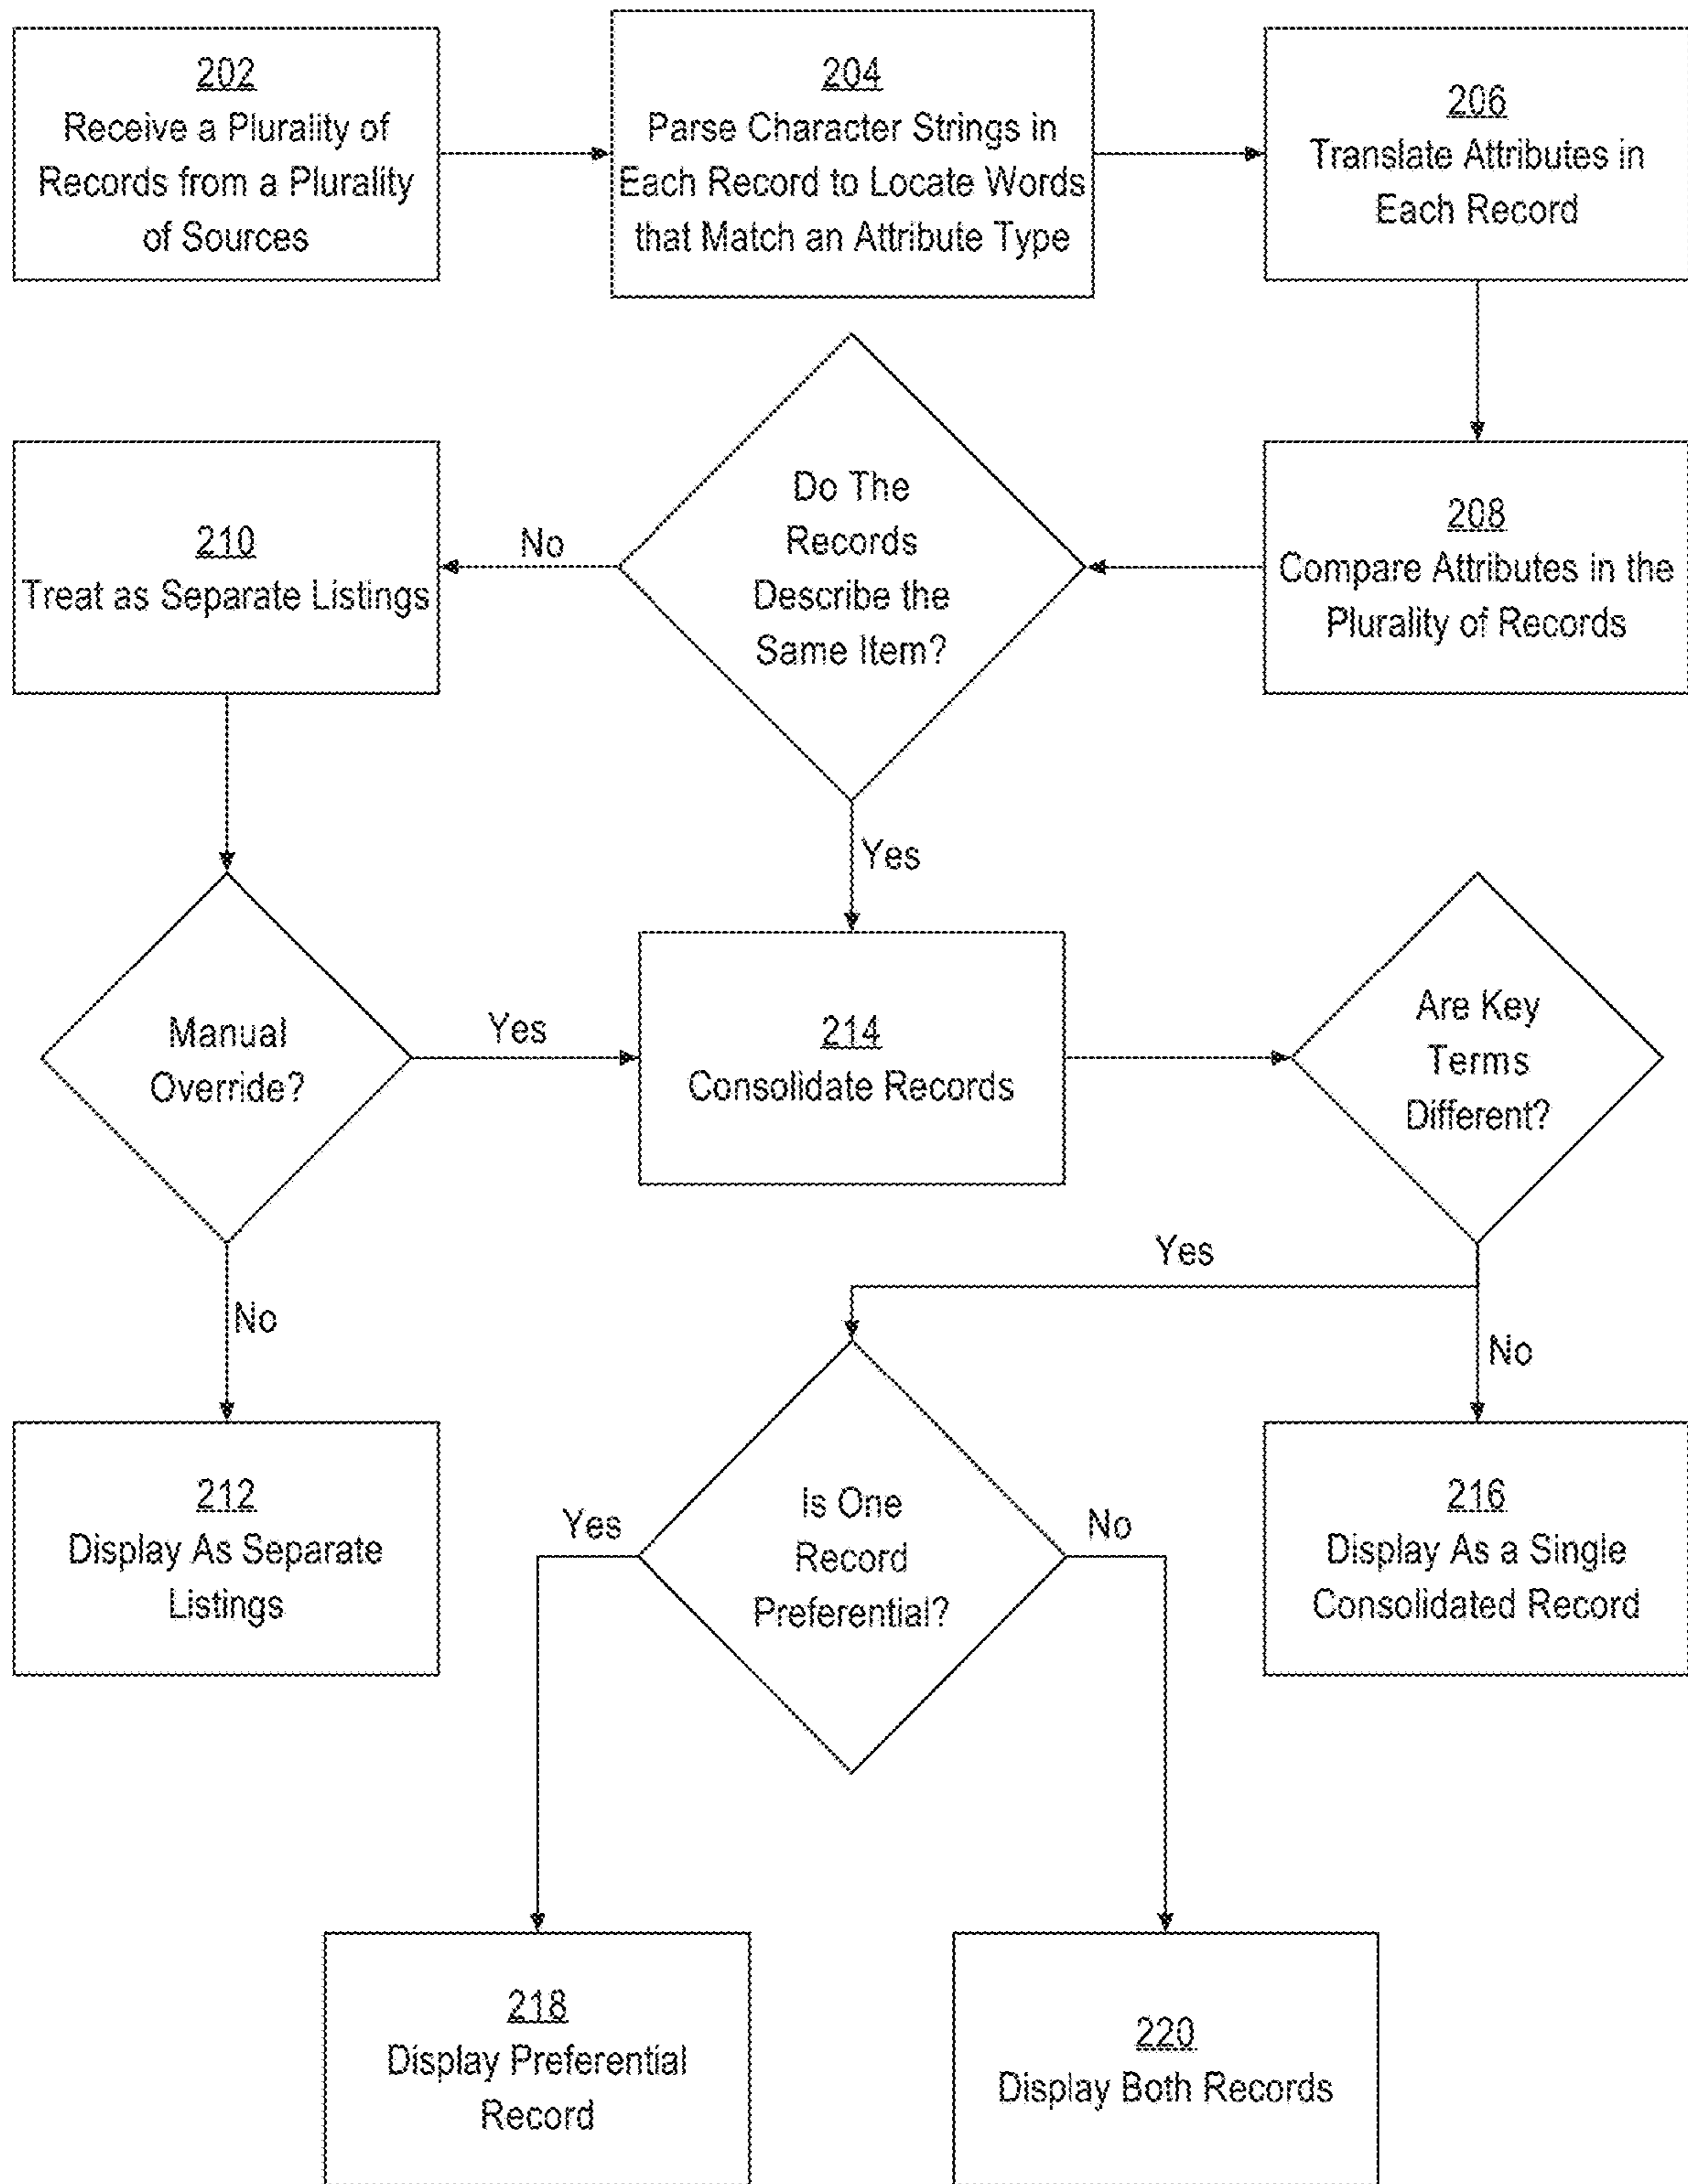 202
Receive a Plurality of
Records from a Plurality
of Sources
204
Parse Character Strings in
Each Record to Locate Words
that Match an Attribute Type
206
Translate Attributes in
Each Record
210
Treat as Separate Listings
No
Do The
Records
Describe the
Same Item?
208
Compare Attributes in the
Plurality of Records
Yes
Manual
Override?
Yes
214
Consolidate Records
Are Key
Terms
Different?
Yes
No
No
212
Display As Separate
Listings
Yes
Is One
Record
Preferential?
No
216
Display As a Single
Consolidated Record
218
Display Preferential
Record
220
Display Both Records